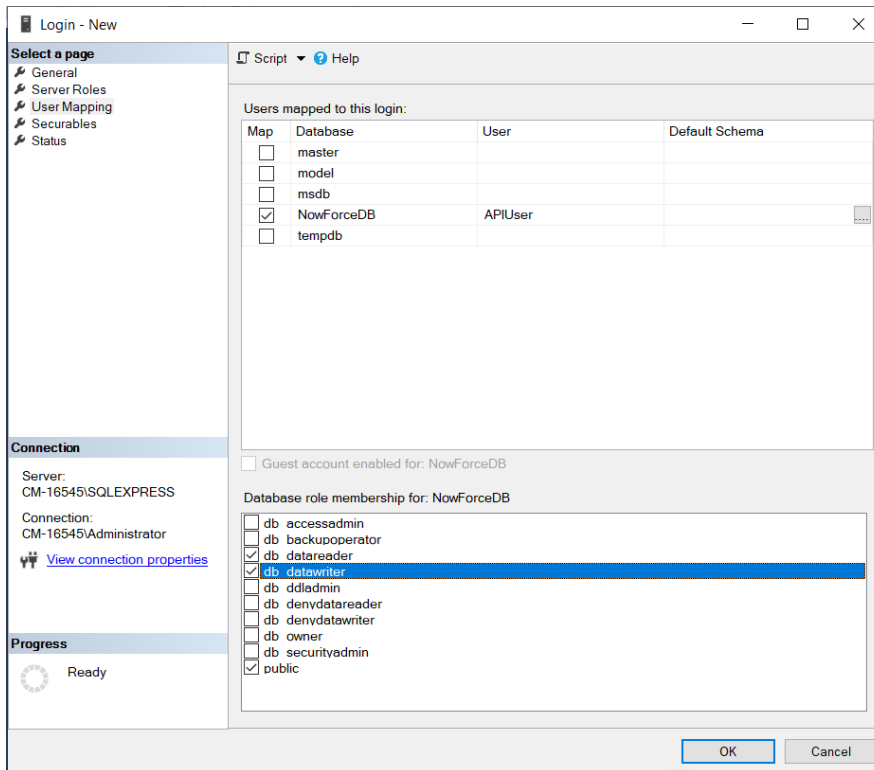 Login - New
Select a page
General
Server Roles
User Mapping
Securables
Status
Script Help
Users mapped to this login:
Map Database User Default Schema
master
model
msdb
NowForceDB APIUser ....
tempdb
Guest account enabled for: NowForceDB
Database role membership for: NowForceDB
db_accessadmin
db_backupoperator
db_datareader
db_datawriter
db_ddladmin
db_denydatareader
db_denydatawriter
db_owner
db_securityadmin
public
Connection
Server:
CM-16545\SQLEXPRESS
Connection:
CM-16545\Administrator
View connection properties
Progress
Ready
OK Cancel